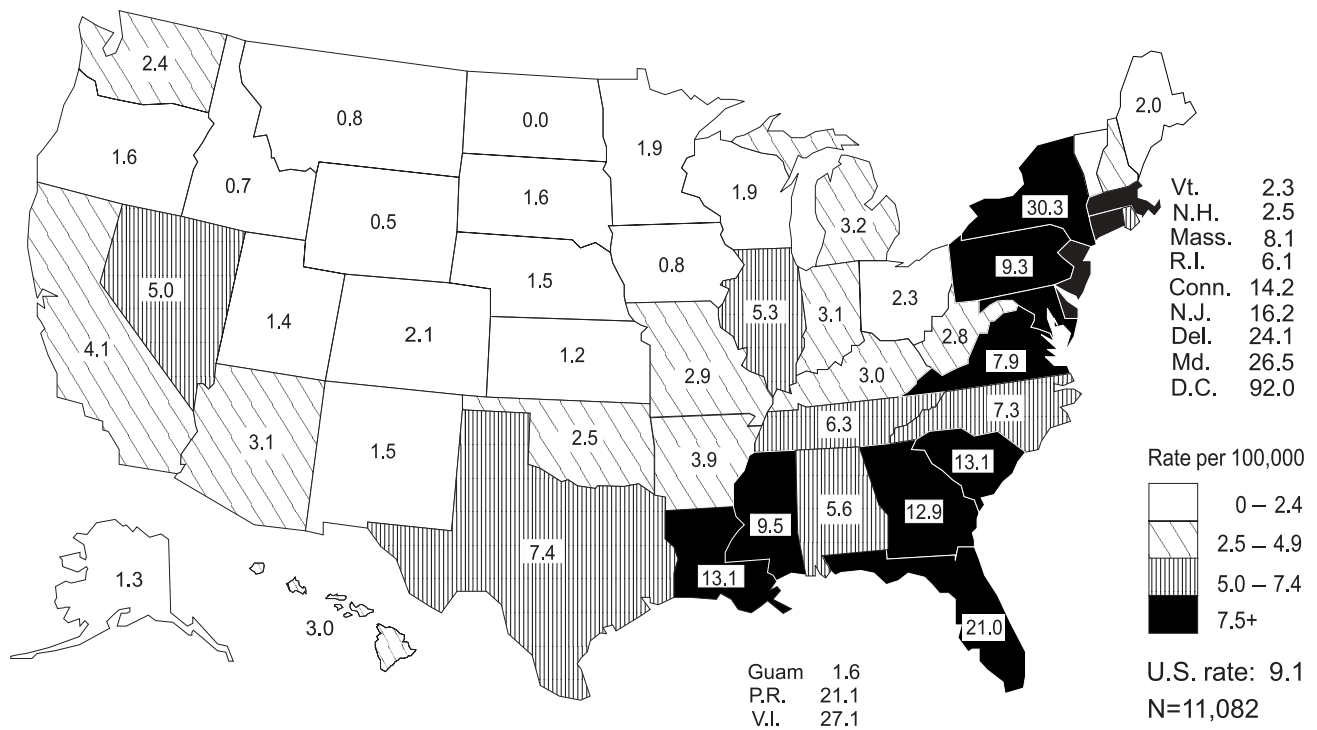 2.4
0.8
0.0
1.9
2.0
1.6
0.7
0.5
1.6
1.9
3.2
30.3
9.3
5.0
1.4
2.1
1.5
0.8
5.3
3.1
2.3
2.8
7.9
4.1
1.2
2.9
3.0
3.1
1.5
2.5
3.9
6.3
7.3
13.1
7.4
9.5
5.6
12.9
13.1
21.0
1.3
3.0
Vt. 2.3
N.H. 2.5
Mass. 8.1
R.I. 6.1
Conn. 14.2
N.J. 16.2
Del. 24.1
Md. 26.5
D.C. 92.0
Rate per 100,000
0 – 2.4
2.5 – 4.9
5.0 – 7.4
7.5+
U.S. rate: 9.1
N=11,082
Guam 1.6
P.R. 21.1
V.I. 27.1